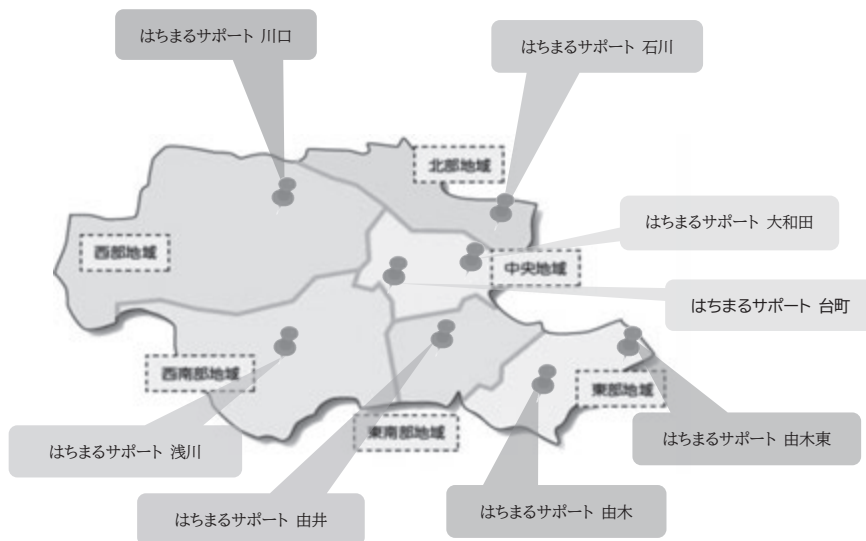 はちまるサポート 川口
はちまるサポート 石川
北部地域
はちまるサポート 大和田
西部地域
中央地域
はちまるサポート 台町
西南部地域
東部地域
東南部地域
はちまるサポート 浅川
はちまるサポート 由木東
はちまるサポート 由井
はちまるサポート 由木